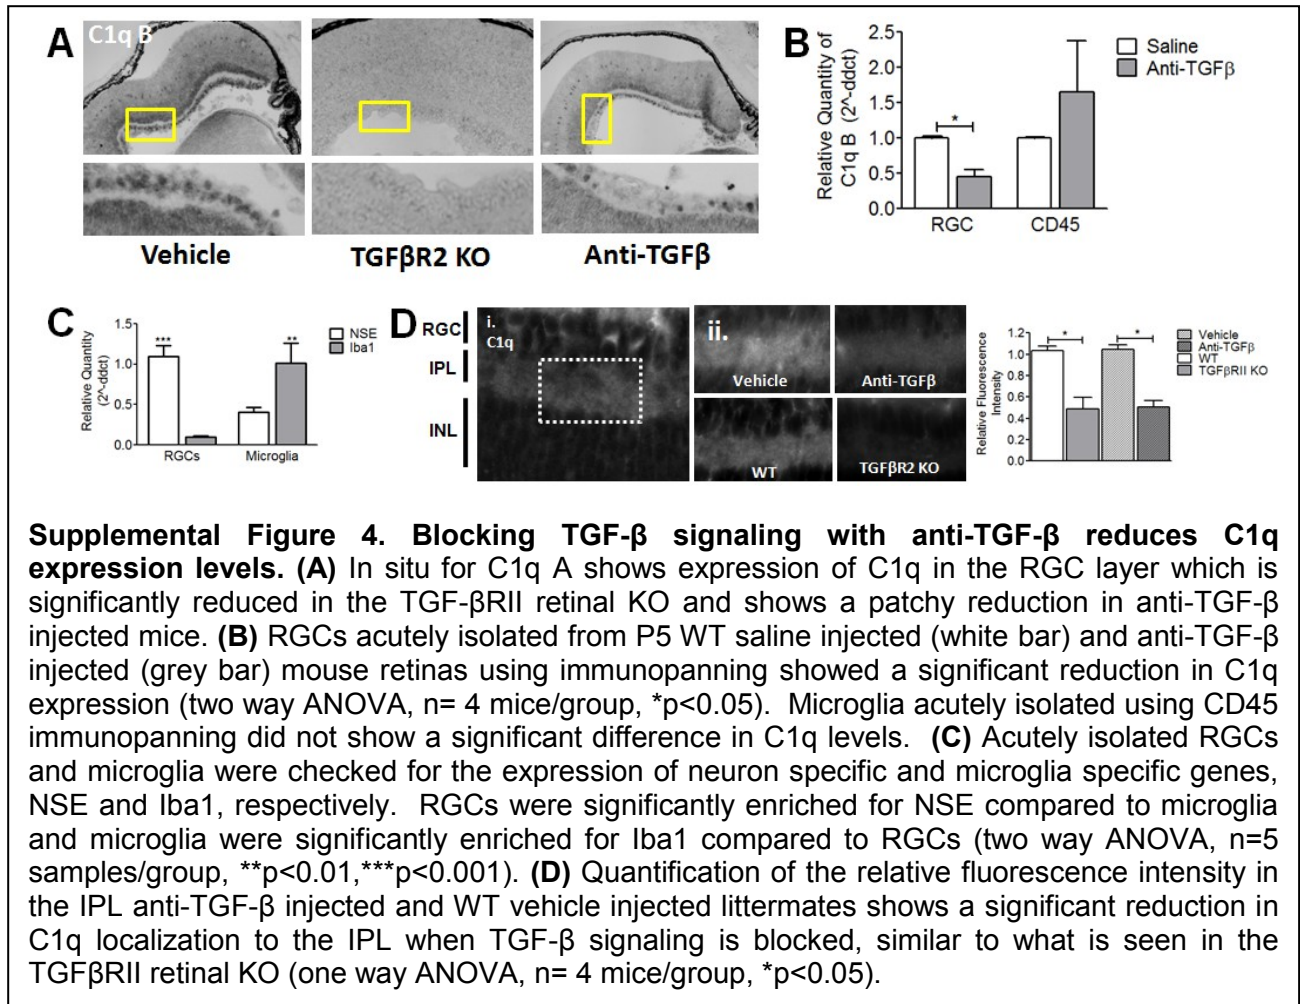 A
C1q B
Vehicle
TGFβR2 KO
Anti-TGFβ
B
Relative Quantity of
C1q B (2^-ddct)
2.5
2.0
1.5
1.0
0.5
0.0
*
RGC
CD45
Saline
Anti-TGFβ
C
Relative Quantity
(2^-ddct)
1.5
1.0
0.5
0.0
***
**
RGCs
Microglia
NSE
Iba1
D
RGC
IPL
INL
i.
C1q
ii.
Vehicle
Anti-TGFβ
WT
TGFβR2 KO
Relative Fluorescence
Intensity
1.2
1.0
0.8
0.6
0.4
0.2
0.0
*
*
Vehicle
Anti-TGFβ
WT
TGFβRII KO
Supplemental Figure 4. Blocking TGF-β signaling with anti-TGF-β reduces C1q
expression levels. (A) In situ for C1q A shows expression of C1q in the RGC layer which is
significantly reduced in the TGF-βRII retinal KO and shows a patchy reduction in anti-TGF-β
injected mice. (B) RGCs acutely isolated from P5 WT saline injected (white bar) and anti-TGF-β
injected (grey bar) mouse retinas using immunopanning showed a significant reduction in C1q
expression (two way ANOVA, n= 4 mice/group, *p<0.05). Microglia acutely isolated using CD45
immunopanning did not show a significant difference in C1q levels. (C) Acutely isolated RGCs
and microglia were checked for the expression of neuron specific and microglia specific genes,
NSE and Iba1, respectively. RGCs were significantly enriched for NSE compared to microglia
and microglia were significantly enriched for Iba1 compared to RGCs (two way ANOVA, n=5
samples/group, **p<0.01,***p<0.001). (D) Quantification of the relative fluorescence intensity in
the IPL anti-TGF-β injected and WT vehicle injected littermates shows a significant reduction in
C1q localization to the IPL when TGF-β signaling is blocked, similar to what is seen in the
TGFβRII retinal KO (one way ANOVA, n= 4 mice/group, *p<0.05).